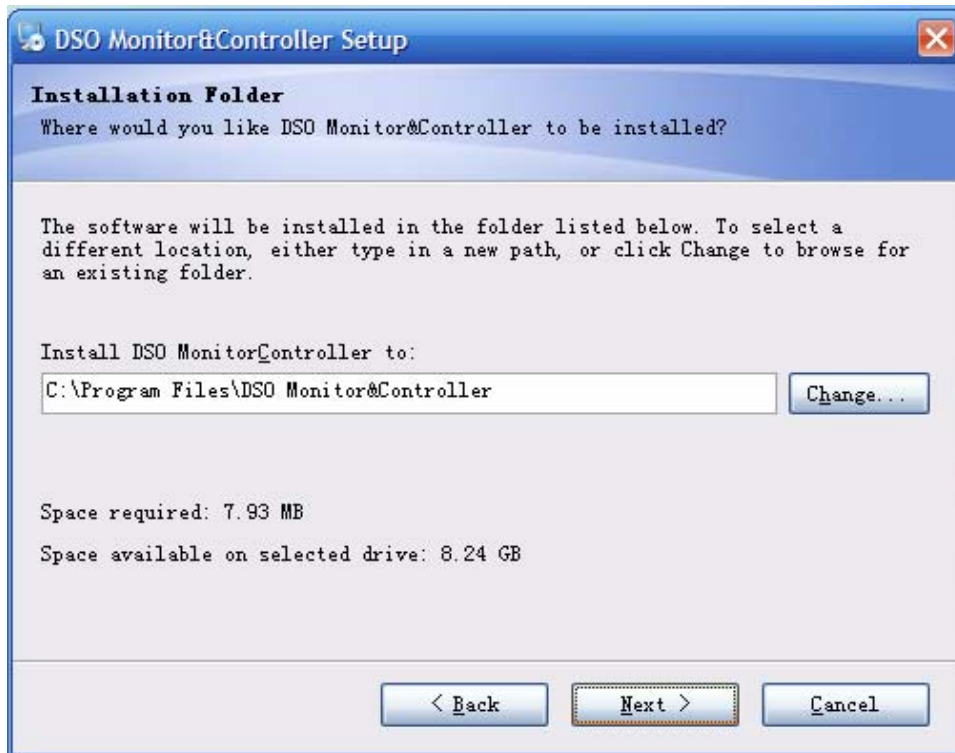 DSO Monitor&Controller Setup
Installation Folder
Where would you like DSO Monitor&Controller to be installed?
The software will be installed in the folder listed below. To select a
different location, either type in a new path, or click Change to browse for
an existing folder.
Install DSO MonitorController to:
C:\Program Files\DSO Monitor&Controller
Change...
Space required: 7.93 MB
Space available on selected drive: 8.24 GB
< Back
Next >
Cancel